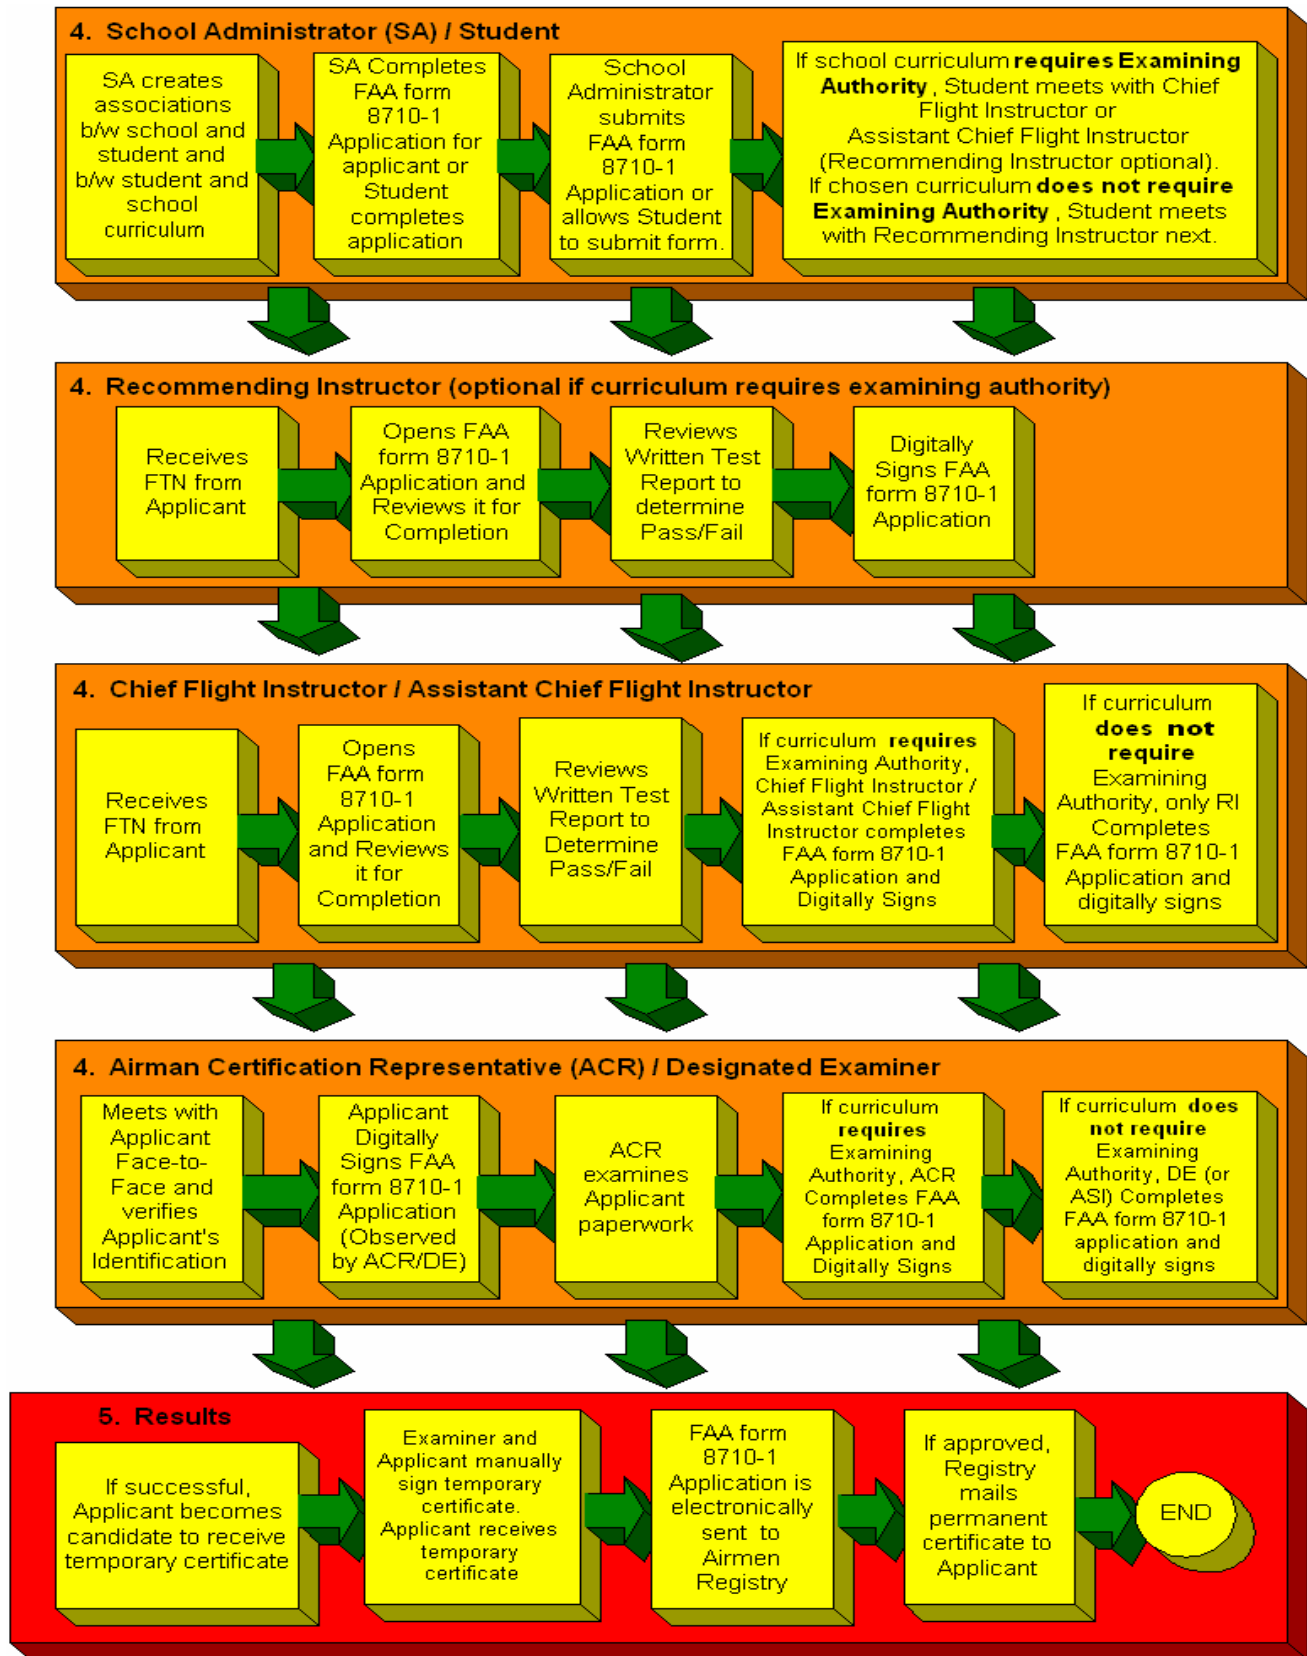 4. School Administrator (SA) / Student
SA creates
associations
b/w school and
student and
b/w student and
school
curriculum
SA Completes
FAA form
8710-1
Application for
applicant or
Student
completes
application
School
Administrator
submits
FAA form
8710-1
Application or
allows Student
to submit form.
If school curriculum requires Examining
Authority, Student meets with Chief
Flight Instructor or
Assistant Chief Flight Instructor
(Recommending Instructor optional).
If chosen curriculum does not require
Examining Authority, Student meets
with Recommending Instructor next.
4. Recommending Instructor (optional if curriculum requires examining authority)
Receives
FTN from
Applicant
Opens FAA
form 8710-1
Application and
Reviews it for
Completion
Reviews
Written Test
Report to
determine
Pass/Fail
Digitally
Signs FAA
form 8710-1
Application
4. Chief Flight Instructor / Assistant Chief Flight Instructor
Receives
FTN from
Applicant
Opens
FAA form
8710-1
Application
and Reviews
it for
Completion
Reviews
Written Test
Report to
Determine
Pass/Fail
If curriculum requires
Examining Authority,
Chief Flight Instructor /
Assistant Chief Flight
Instructor completes
FAA form 8710-1
Application and
Digitally Signs
If curriculum
does not
require
Examining
Authority, only RI
Completes
FAA form 8710-1
Application and
digitally signs
4. Airman Certification Representative (ACR) / Designated Examiner
Meets with
Applicant
Face-to-
Face and
verifies
Applicant's
Identification
Applicant
Digitally
Signs FAA
form 8710-1
Application
(Observed
by ACR/DE)
ACR
examines
Applicant
paperwork
If curriculum
requires
Examining
Authority, ACR
Completes FAA
form 8710-1
Application and
Digitally Signs
If curriculum does
not require
Examining
Authority, DE (or
ASI) Completes
FAA form 8710-1
application and
digitally signs
5. Results
If successful,
Applicant becomes
candidate to receive
temporary certificate
Examiner and
Applicant manually
sign temporary
certificate.
Applicant receives
temporary
certificate
FAA form
8710-1
Application is
electronically
sent to
Airmen
Registry
If approved,
Registry
mails
permanent
certificate to
Applicant
END